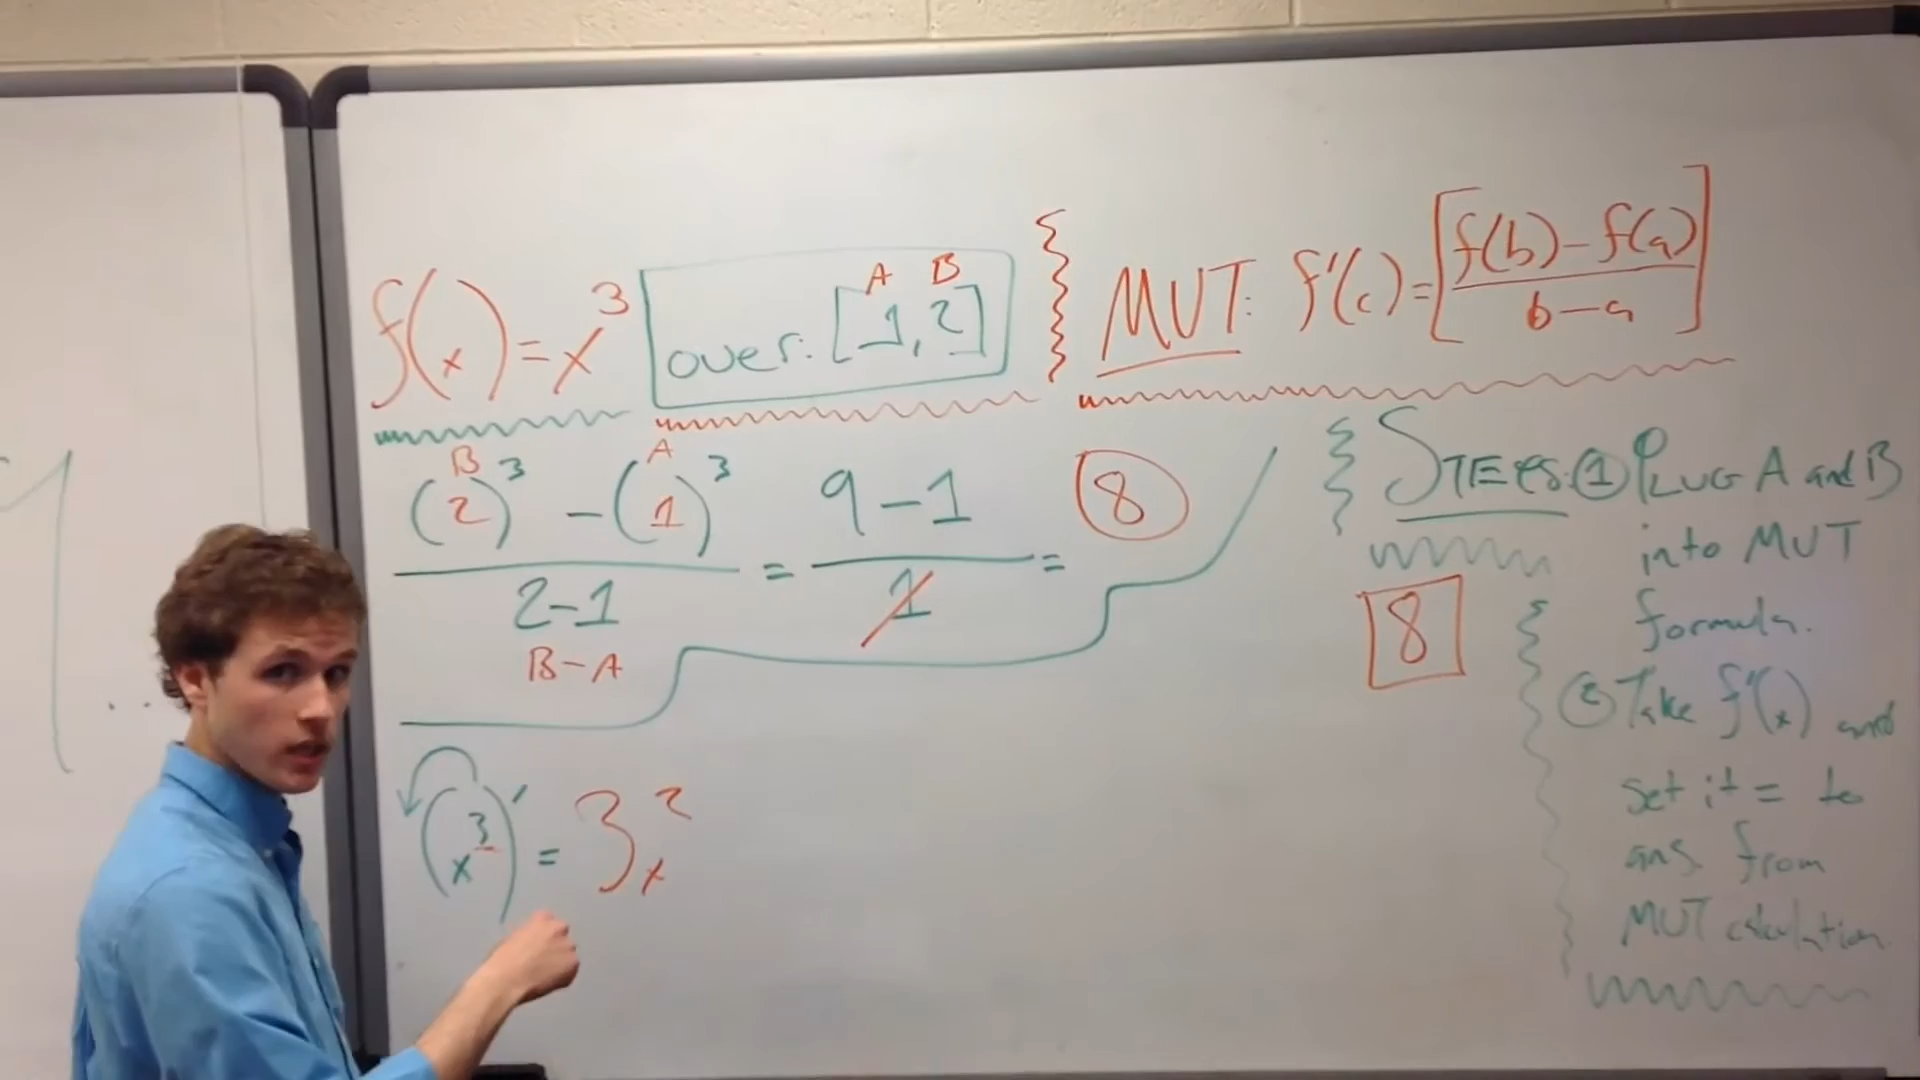 f(x) = x³
over: [1, 2]
A B
MVT: f'(c) = [f(b) - f(a) / b - a]
B A
(2)³ - (1)³ / 2 - 1 = 9 - 1 / 1 = 8
B - A
(x³)' = 3x²
STEPS: ① PLUG A and B
into MVT
formula.
8
② Take f'(x) and
set it = to
ans. from
MVT calculation.